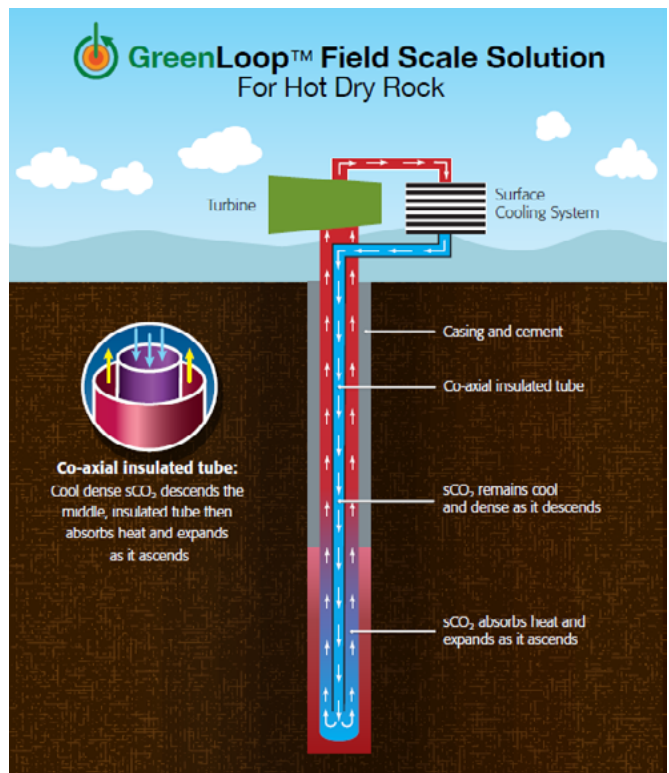 GreenLoop™ Field Scale Solution
For Hot Dry Rock
Turbine
Surface
Cooling System
Casing and cement
Co-axial insulated tube
Co-axial insulated tube:
Cool dense sCO₂ descends the
middle, insulated tube then
absorbs heat and expands
as it ascends
sCO₂ remains cool
and dense as it descends
sCO₂ absorbs heat and
expands as it ascends